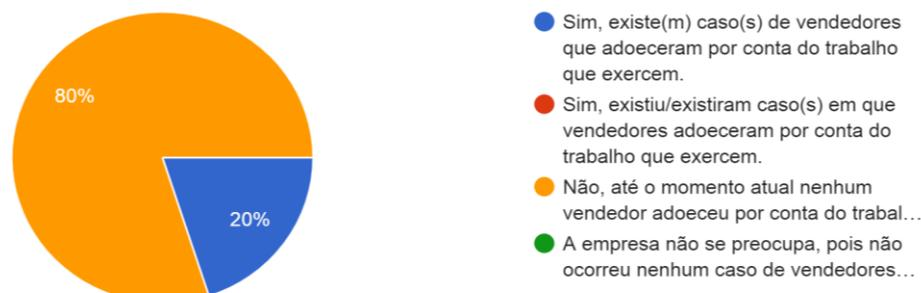 80%
20%
Sim, existe(m) caso(s) de vendedores
que adoeceram por conta do trabalho
que exercem.
Sim, existiu/existiram caso(s) em que
vendedores adoeceram por conta do
trabalho que exercem.
Não, até o momento atual nenhum
vendedor adoeceu por conta do trabal…
A empresa não se preocupa, pois não
ocorreu nenhum caso de vendedores…